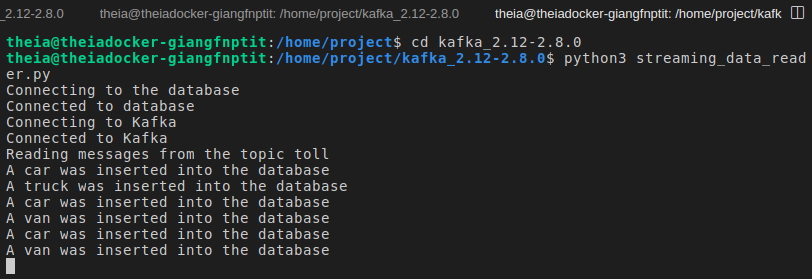 _2.12-2.8.0 theia@theiadocker-giangfnptit: /home/project/kafka_2.12-2.8.0 theia@theiadocker-giangfnptit: /home/project/kafk
theia@theiadocker-giangfnptit:/home/project$ cd kafka_2.12-2.8.0
theia@theiadocker-giangfnptit:/home/project/kafka_2.12-2.8.0$ python3 streaming_data_read
er.py
Connecting to the database
Connected to database
Connecting to Kafka
Connected to Kafka
Reading messages from the topic toll
A car was inserted into the database
A truck was inserted into the database
A car was inserted into the database
A van was inserted into the database
A car was inserted into the database
A van was inserted into the database